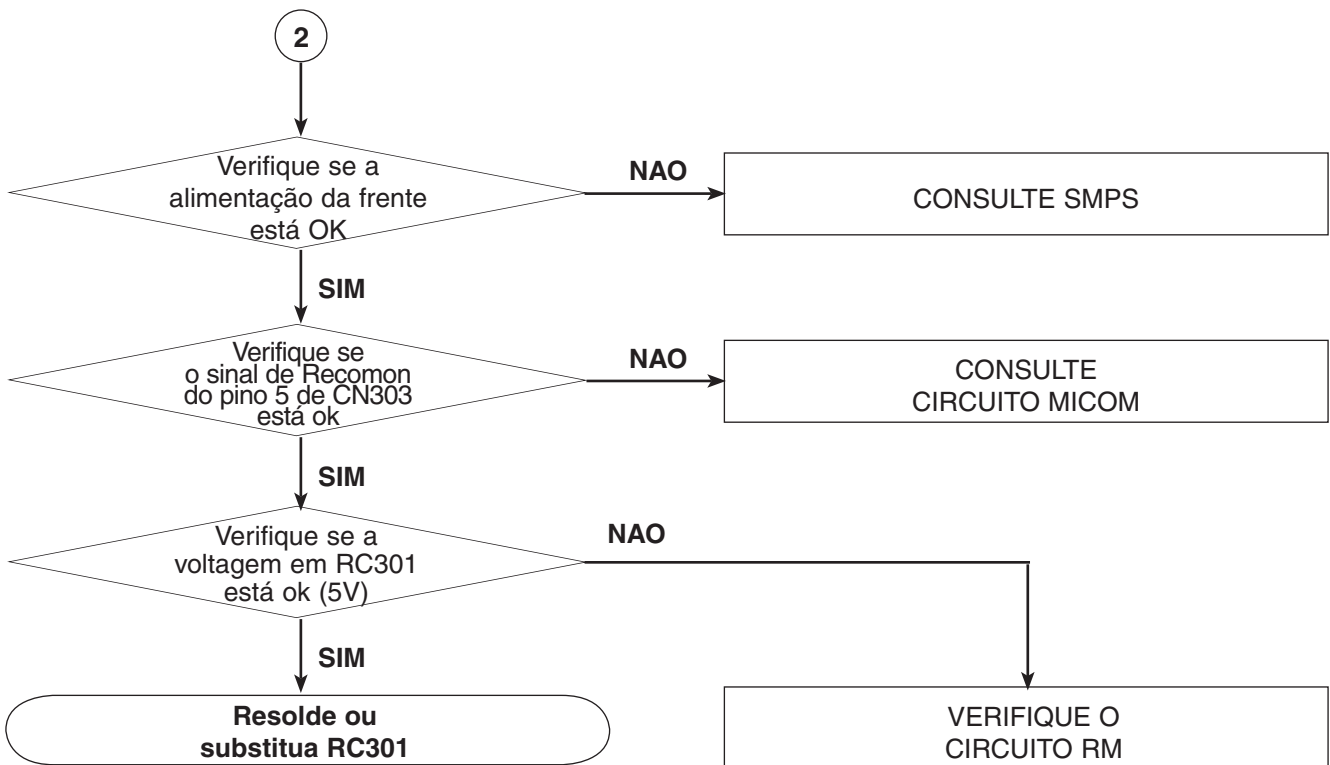 2
Verifique se a
alimentação da frente
está OK
NAO
CONSULTE SMPS
SIM
Verifique se
o sinal de Recomon
do pino 5 de CN303
está ok
NAO
CONSULTE
CIRCUITO MICOM
SIM
Verifique se a
voltagem em RC301
está ok (5V)
NAO
SIM
Resolde ou
substitua RC301
VERIFIQUE O
CIRCUITO RM